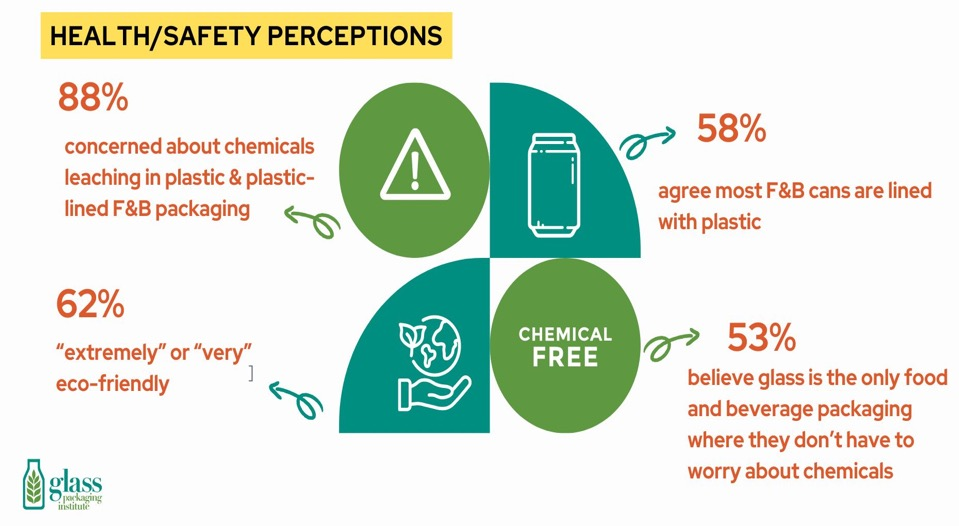 HEALTH/SAFETY PERCEPTIONS
88%
concerned about chemicals
leaching in plastic & plastic-
lined F&B packaging
58%
agree most F&B cans are lined
with plastic
62%
“extremely” or “very”
]
eco-friendly
CHEMICAL
FREE
53%
believe glass is the only food
and beverage packaging
where they don’t have to
worry about chemicals
glass
packaging
institute